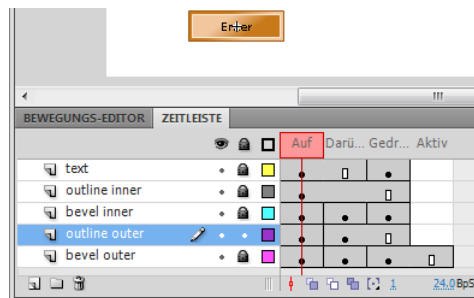 Enter
BEWEGUNGS-EDITOR ZEITLEISTE
Auf Darü... Gedr... Aktiv
text
outline inner
bevel inner
outline outer
bevel outer
1 24.0 BpS